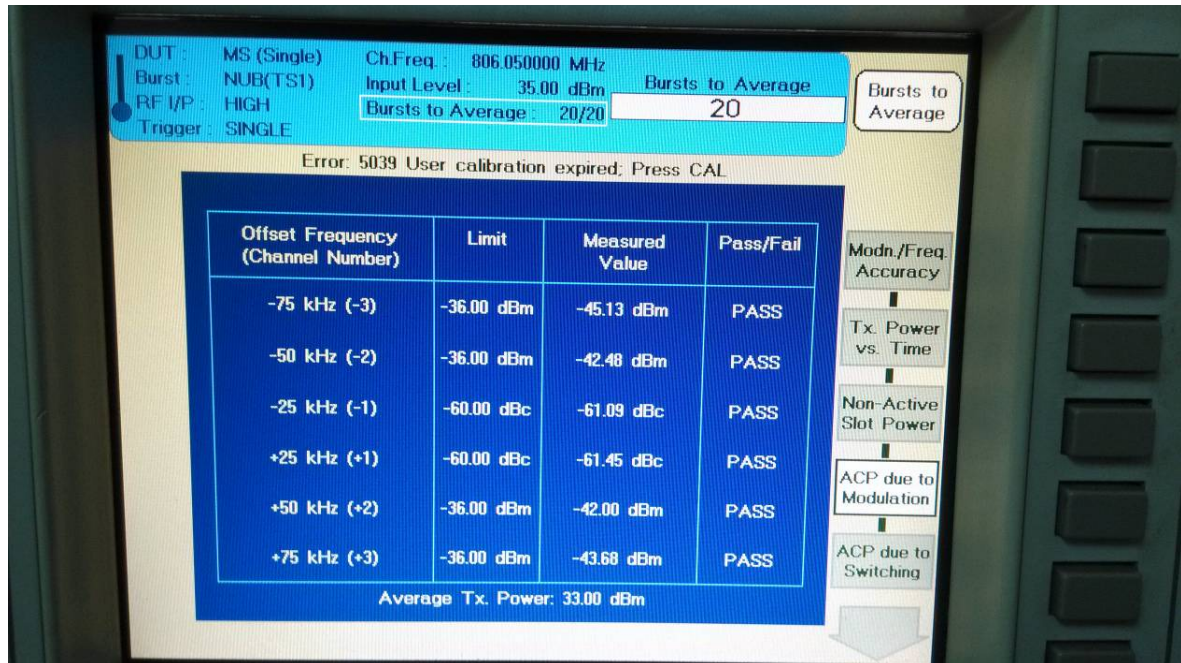 DUT : MS (Single) Ch.Freq. : 806.050000 MHz
Burst : NUB(TS1) Input Level : 35.00 dBm Bursts to Average
RF I/P : HIGH Bursts to Average : 20/20 20
Trigger : SINGLE
Bursts to
Average
Error: 5039 User calibration expired; Press CAL
Offset Frequency Limit Measured Pass/Fail
(Channel Number) Value
-75 kHz (-3) -36.00 dBm -45.13 dBm PASS
-50 kHz (-2) -36.00 dBm -42.48 dBm PASS
-25 kHz (-1) -60.00 dBc -61.09 dBc PASS
+25 kHz (+1) -60.00 dBc -61.45 dBc PASS
+50 kHz (+2) -36.00 dBm -42.00 dBm PASS
+75 kHz (+3) -36.00 dBm -43.68 dBm PASS
Average Tx. Power: 33.00 dBm
Modn./Freq.
Accuracy
Tx. Power
vs. Time
Non-Active
Slot Power
ACP due to
Modulation
ACP due to
Switching